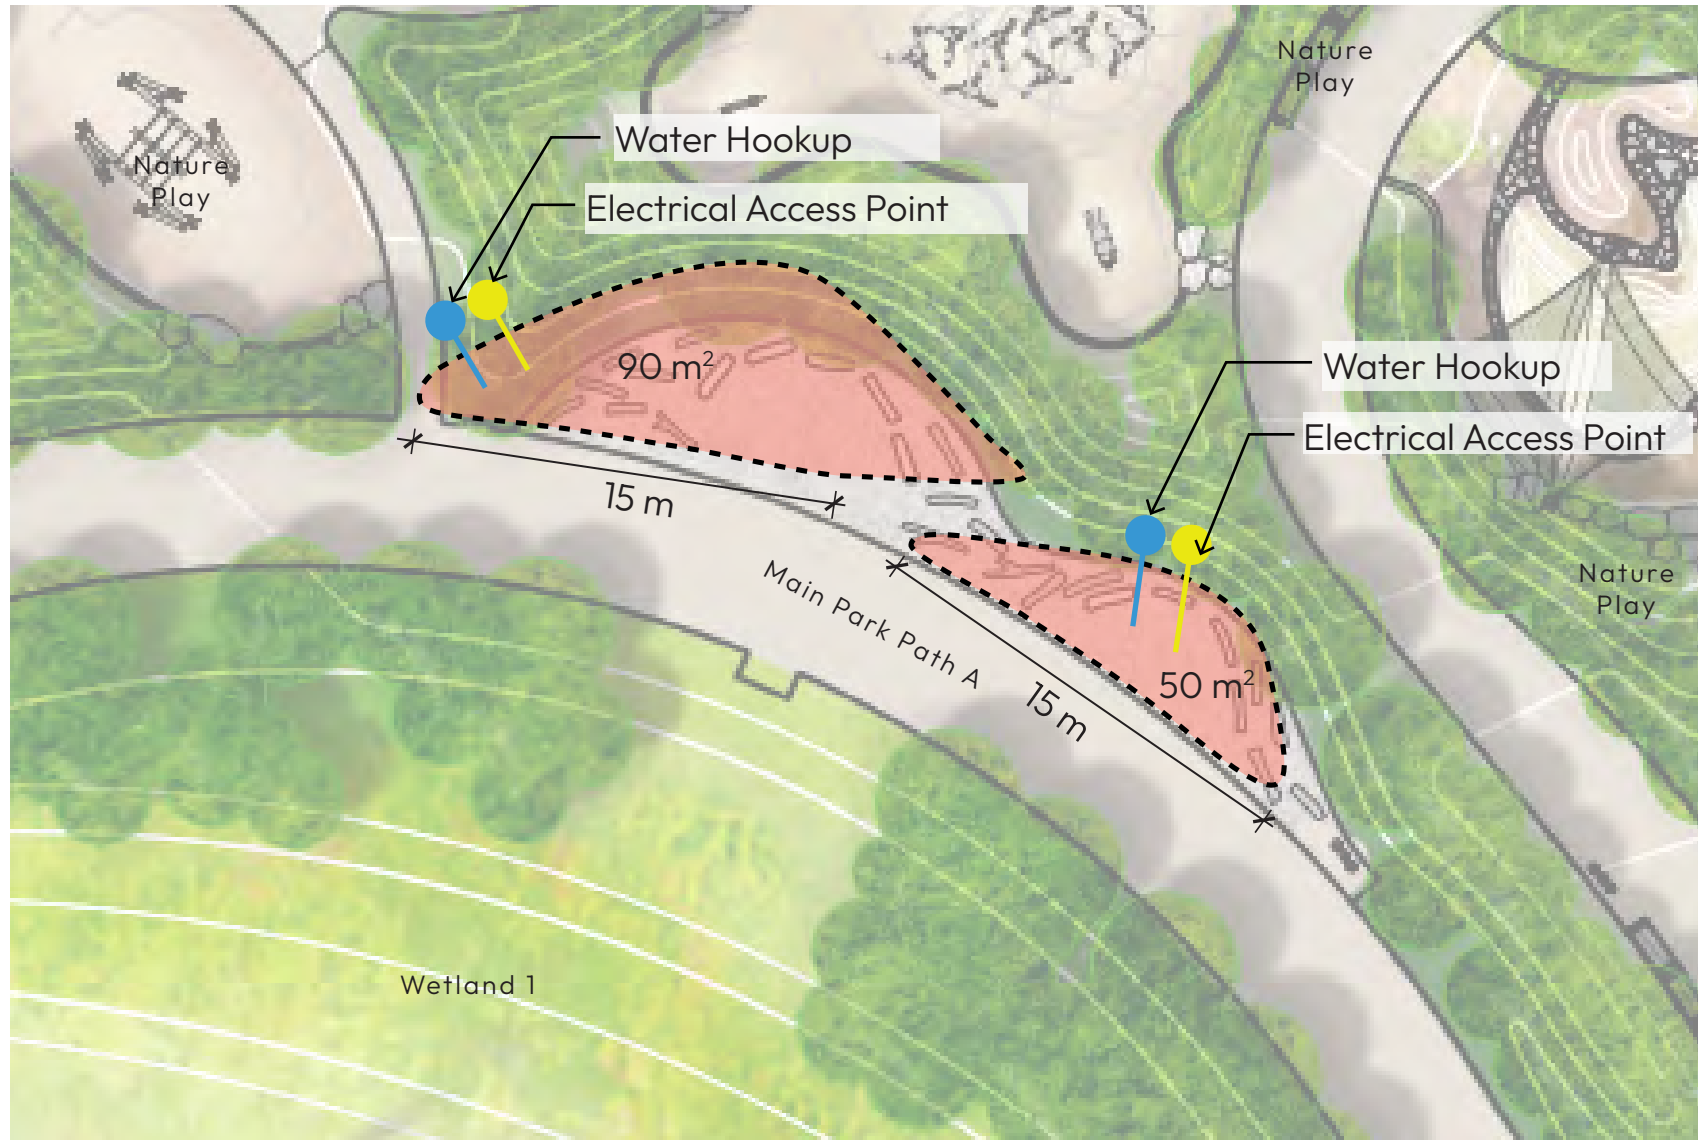 Nature
Play
Water Hookup
Nature
Play
Electrical Access Point
90 m²
Water Hookup
Electrical Access Point
15 m
Main Park Path A
Nature
Play
50 m²
15 m
Wetland 1